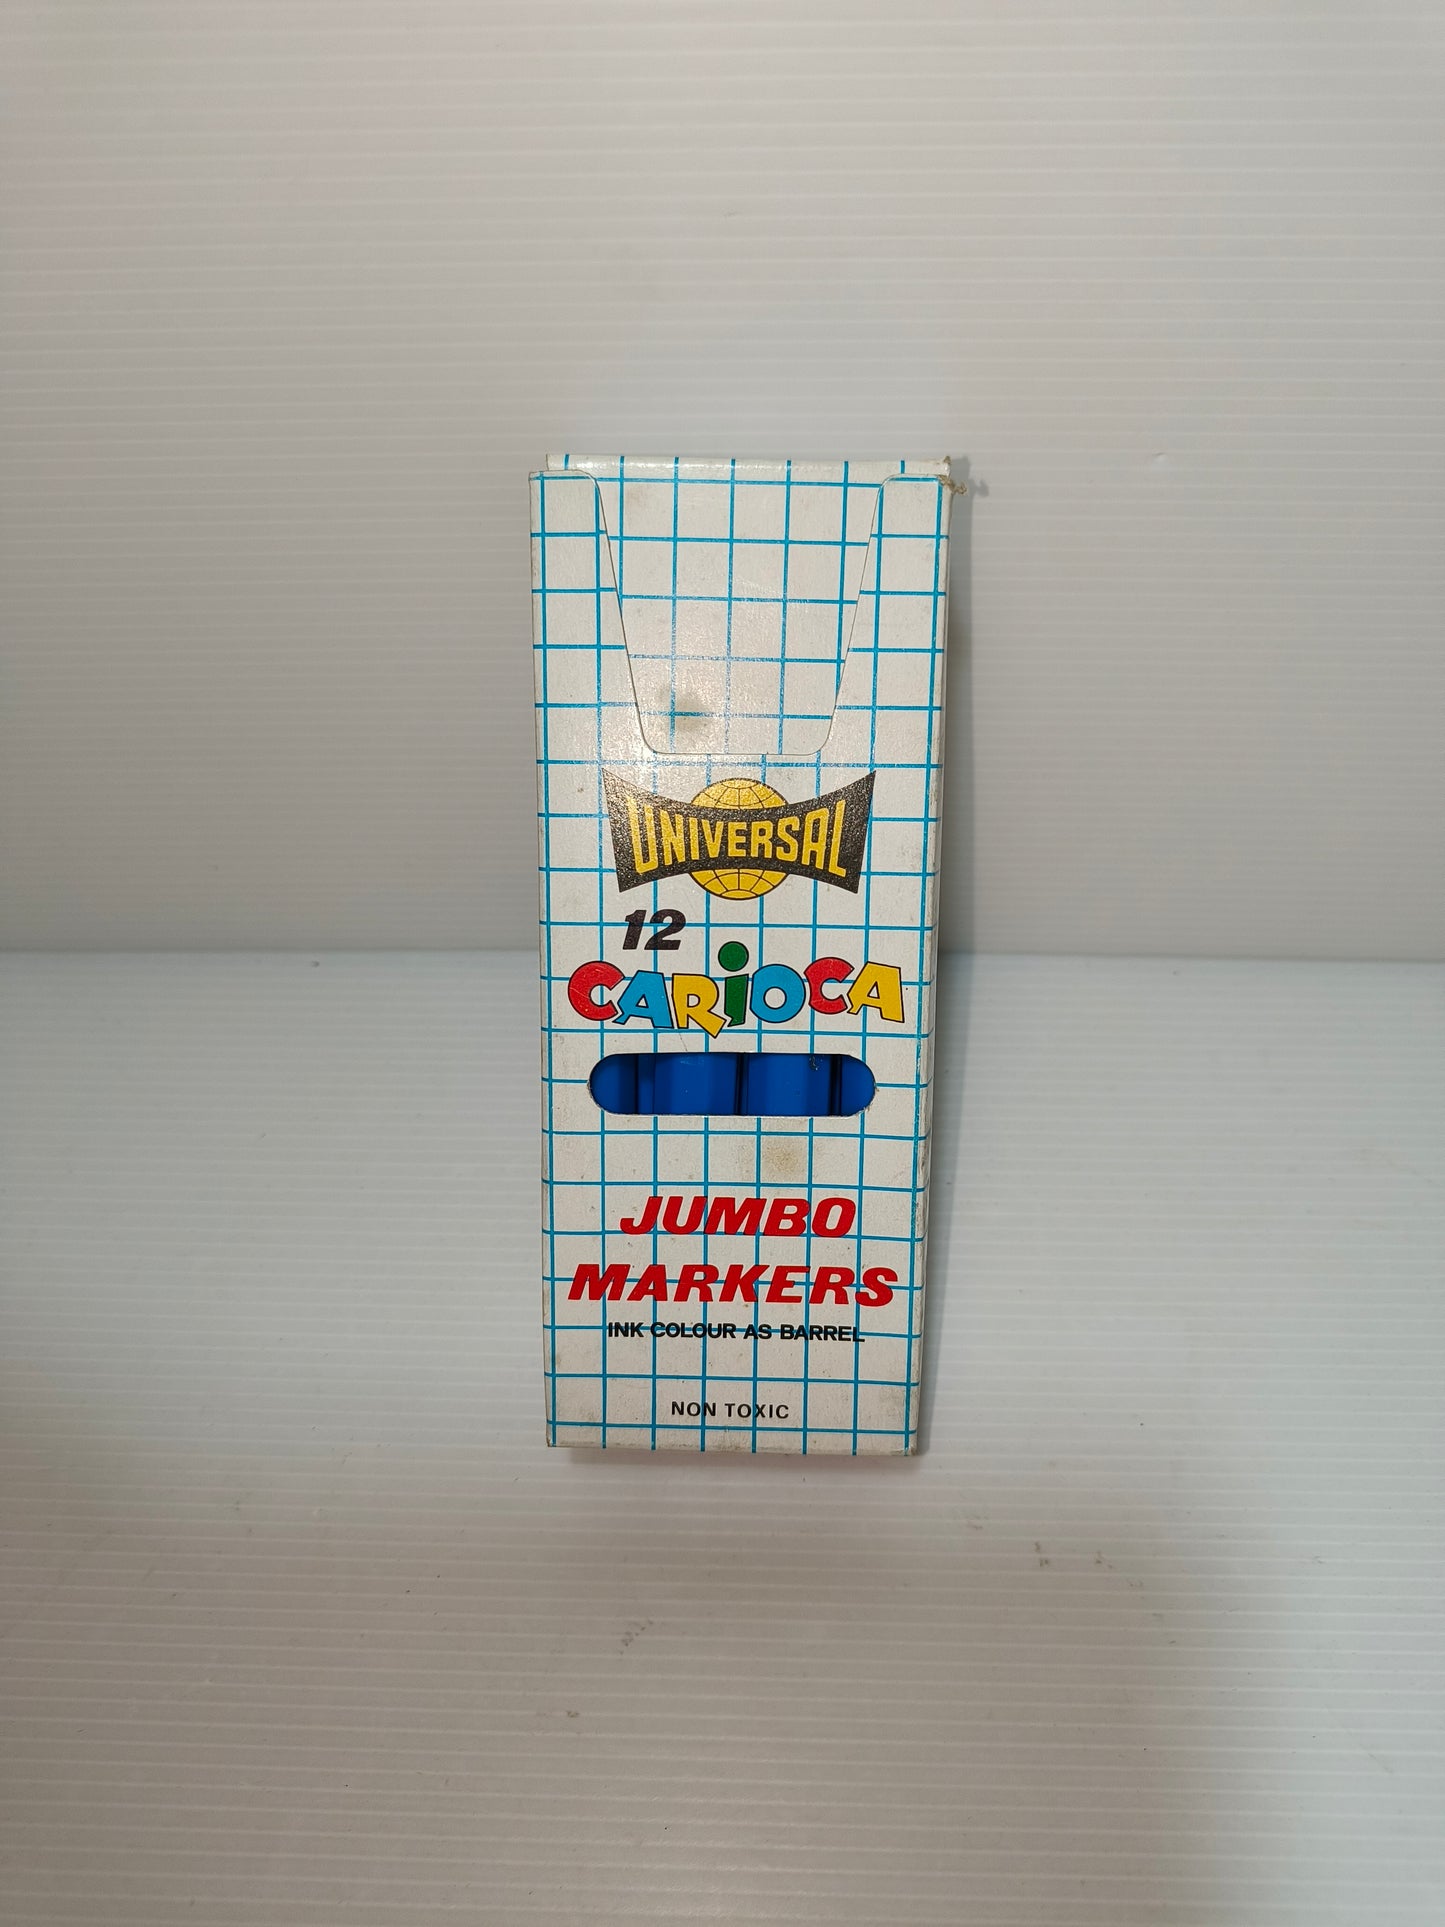 UNIVERSAL
12
CARiOCA
JUMBO
MARKERS
INK COLOUR AS BARREL
NON TOXIC